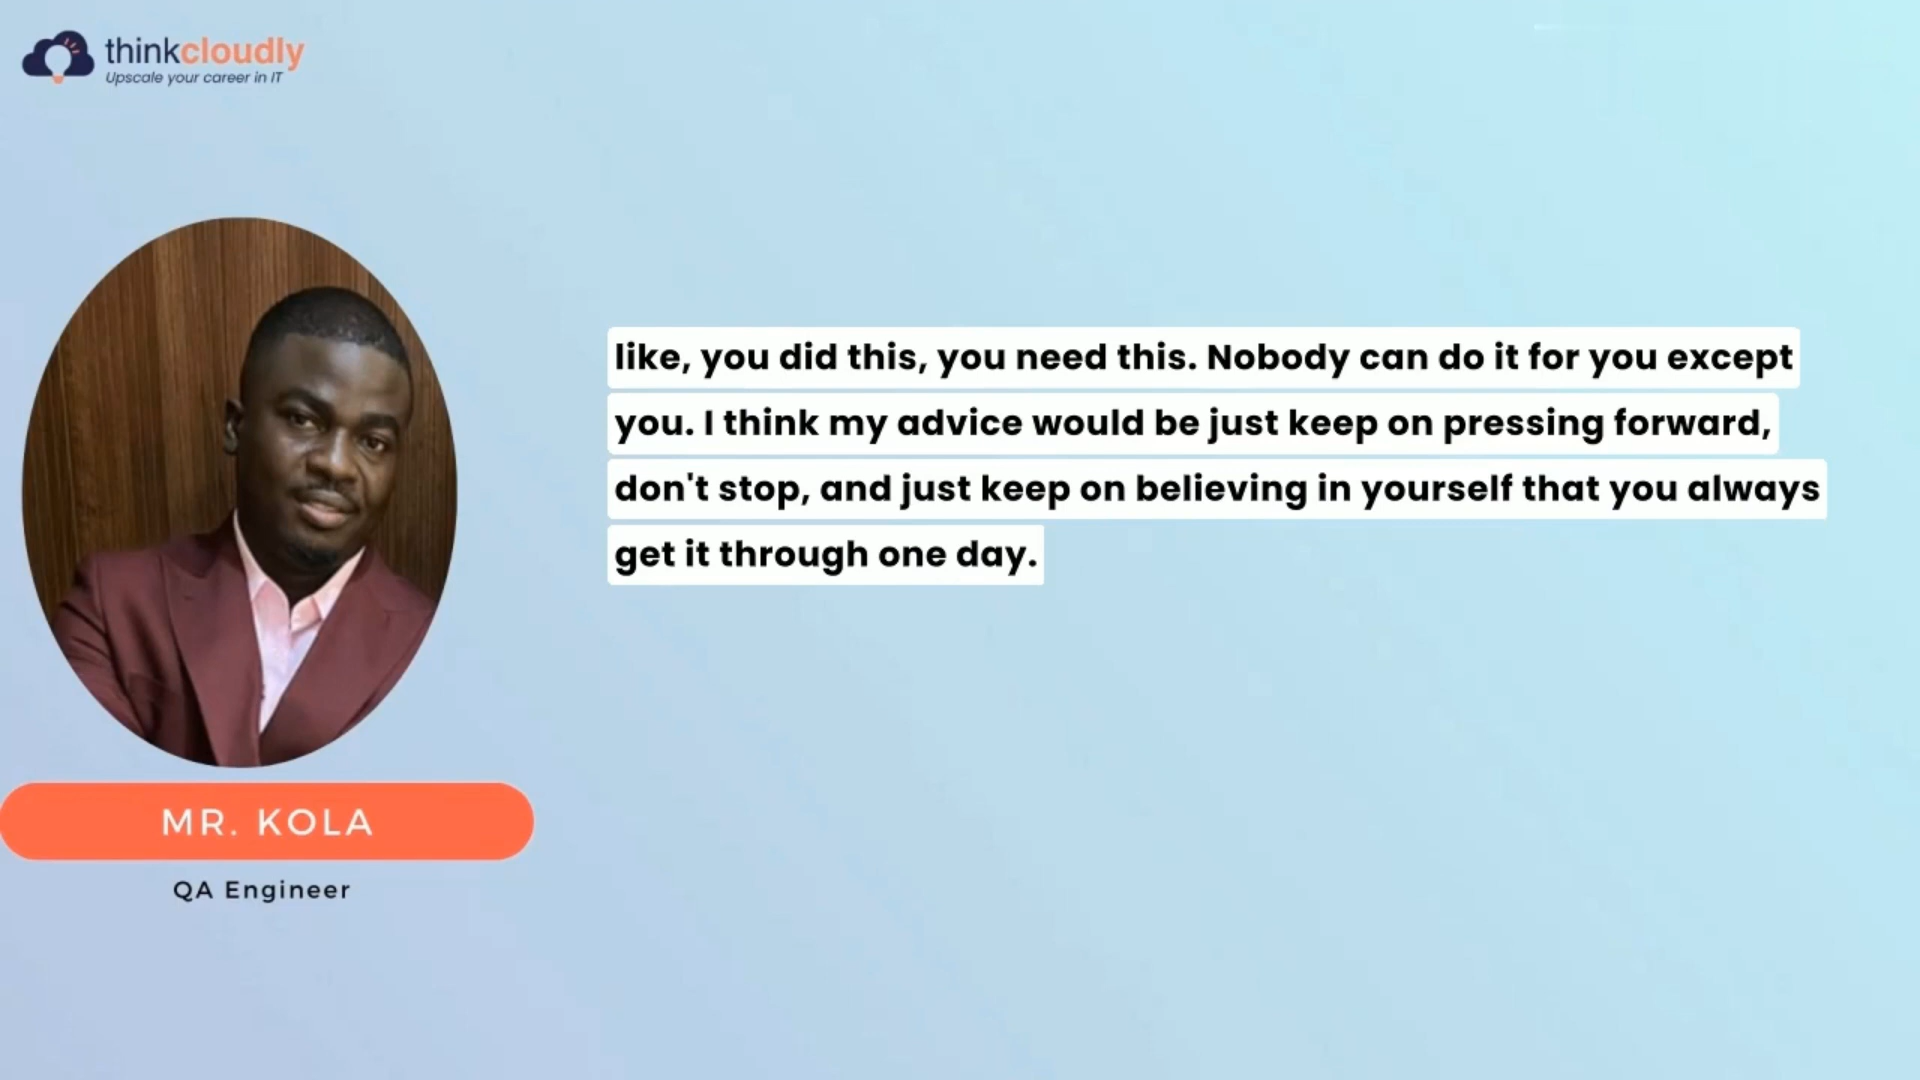 thinkcloudly
Upscale your career in IT
like, you did this, you need this. Nobody can do it for you except
you. I think my advice would be just keep on pressing forward,
don't stop, and just keep on believing in yourself that you always
get it through one day.
MR. KOLA
QA Engineer